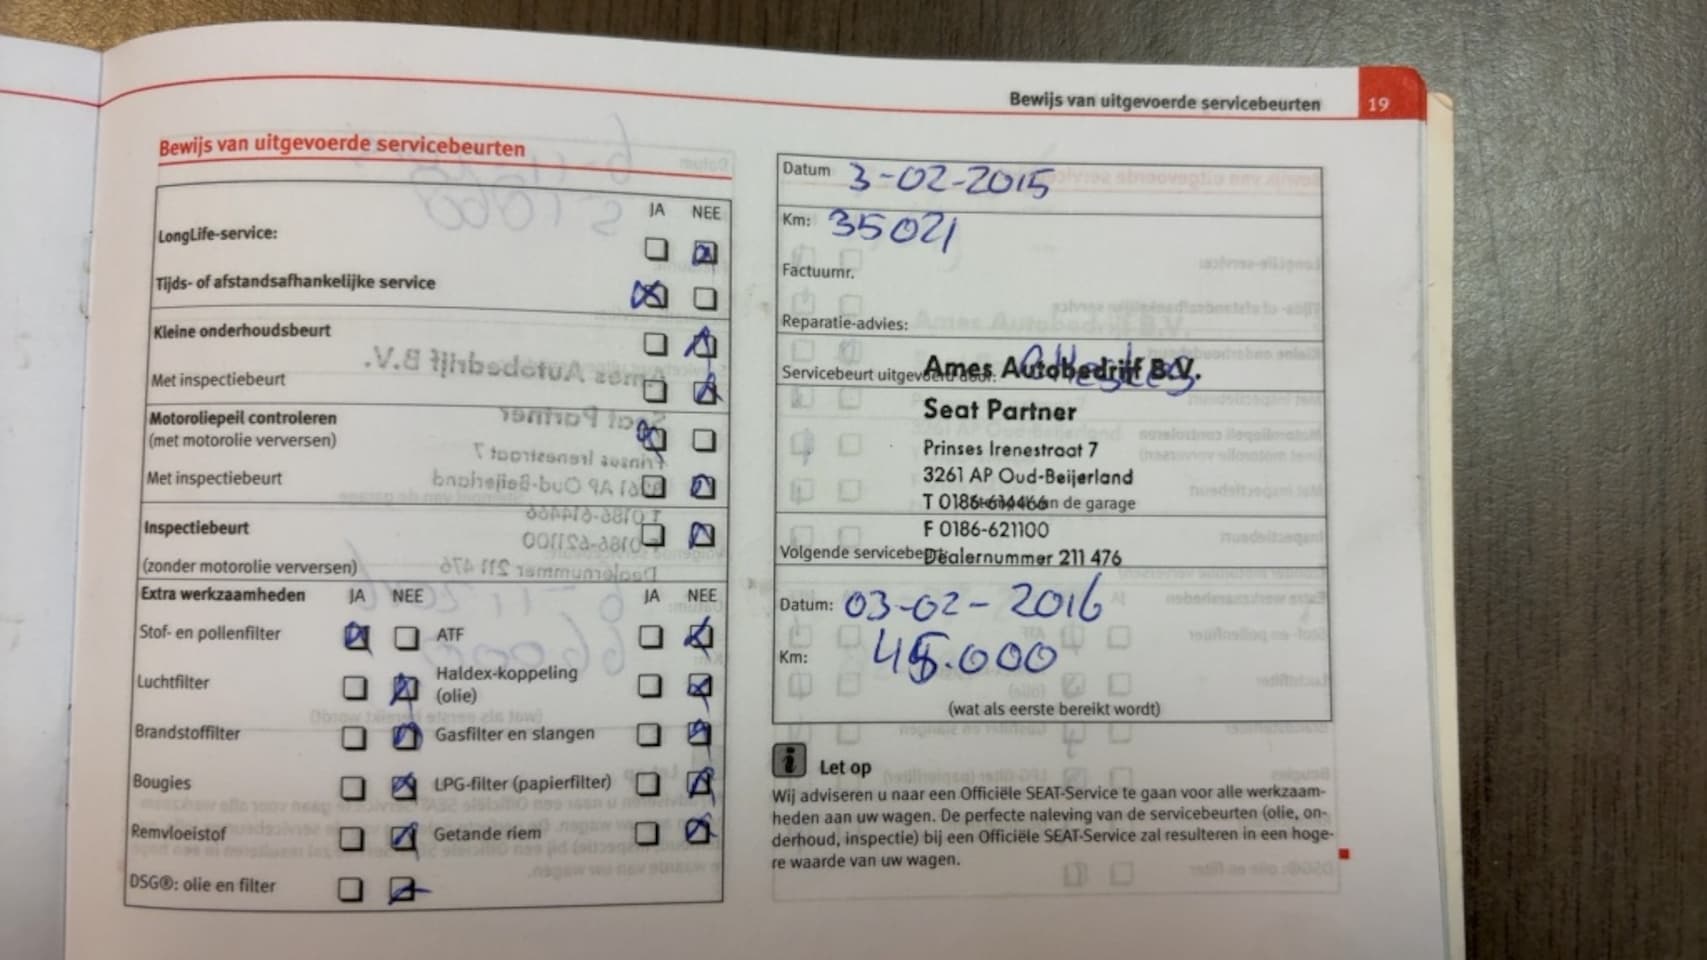 Bewijs van uitgevoerde servicebeurten 19
Bewijs van uitgevoerde servicebeurten
JA NEE
LongLife-service:
Tijds- of afstandsafhankelijke service
Kleine onderhoudsbeurt
Met inspectiebeurt
Motoroliepeil controleren
(met motorolie verversen)
Met inspectiebeurt
Inspectiebeurt
(zonder motorolie verversen)
Extra werkzaamheden JA NEE JA NEE
Stof- en pollenfilter ATF
Luchtfilter Haldex-koppeling
(olie)
Brandstoffilter Gasfilter en slangen
Bougies LPG-filter (papierfilter)
Remvloeistof Getande riem
DSG®: olie en filter
Datum 3-02-2015
Km: 35021
Factuurnr.
Reparatie-advies:
Servicebeurt uitgevoerd door:
Ames Autobedrijf B.V.
Seat Partner
Prinses Irenestraat 7
3261 AP Oud-Beijerland
T 0186-614466
van de garage
F 0186-621100
Volgende servicebeurt:
Dealernummer 211 476
Datum: 03-02-2016
Km: 45.000
(wat als eerste bereikt wordt)
i Let op
Wij adviseren u naar een Officiële SEAT-Service te gaan voor alle werkzaam-
heden aan uw wagen. De perfecte naleving van de servicebeurten (olie, on-
derhoud, inspectie) bij een Officiële SEAT-Service zal resulteren in een hoge-
re waarde van uw wagen.